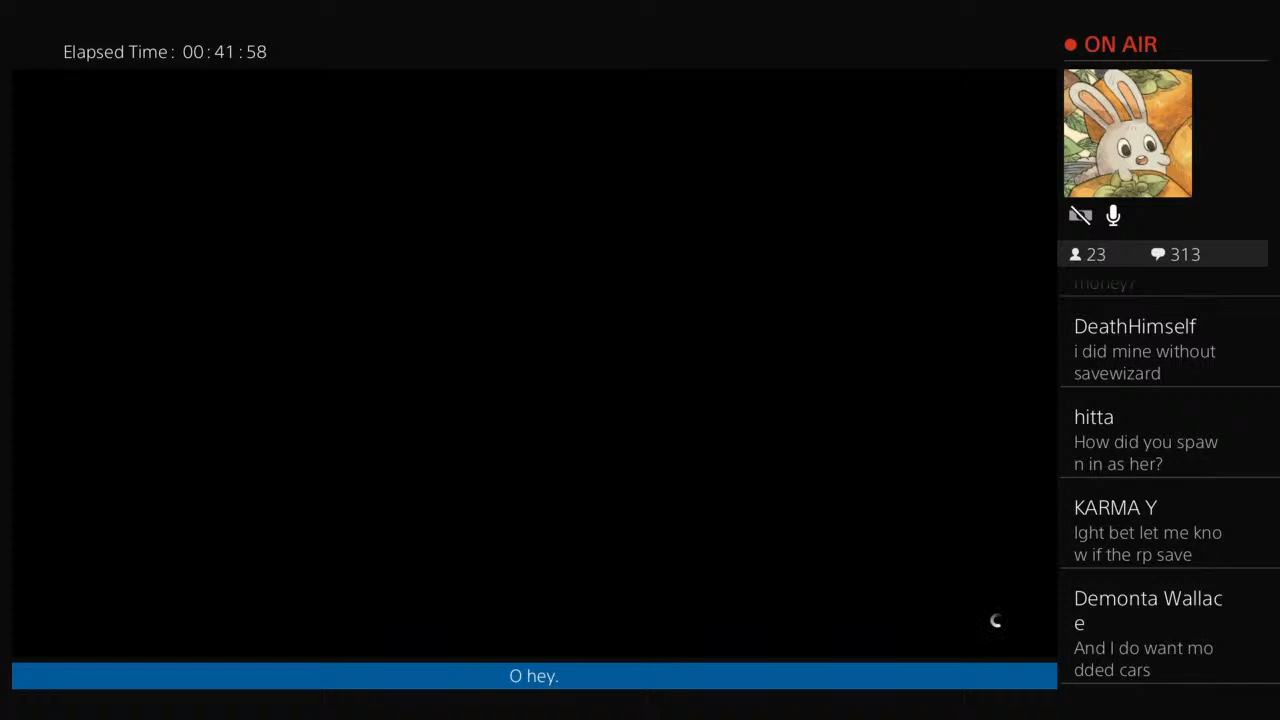 Elapsed Time: 00:41:58
ON AIR
23 313
money?
DeathHimself
i did mine without
savewizard
hitta
How did you spaw
n in as her?
KARMA Y
Ight bet let me kno
w if the rp save
Demonta Wallac
e
And I do want mo
dded cars
O hey.